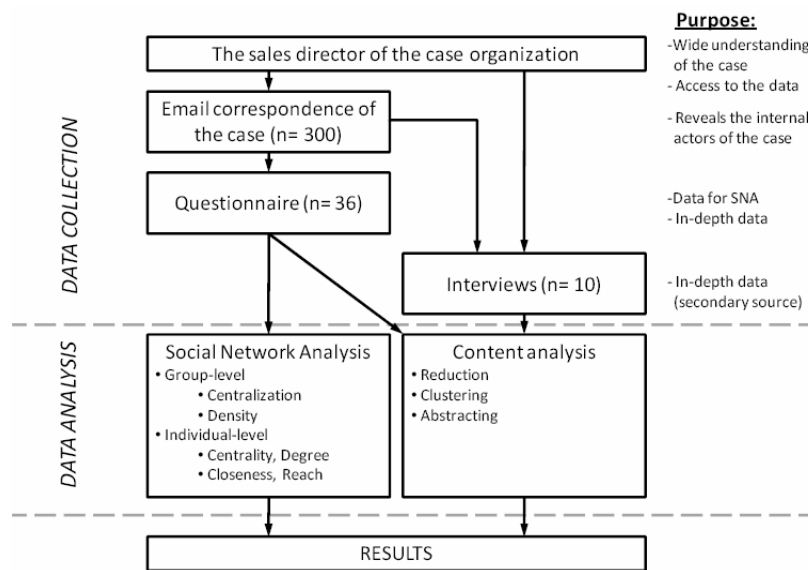 Purpose:
The sales director of the case organization
-Wide understanding
of the case
- Access to the data
Email correspondence of
the case (n= 300)
- Reveals the internal
actors of the case
DATA COLLECTION
Questionnaire (n= 36)
-Data for SNA
- In-depth data
Interviews (n= 10)
- In-depth data
(secondary source)
DATA ANALYSIS
Social Network Analysis
• Group-level
• Centralization
• Density
• Individual-level
• Centrality, Degree
• Closeness, Reach
Content analysis
• Reduction
• Clustering
• Abstracting
RESULTS